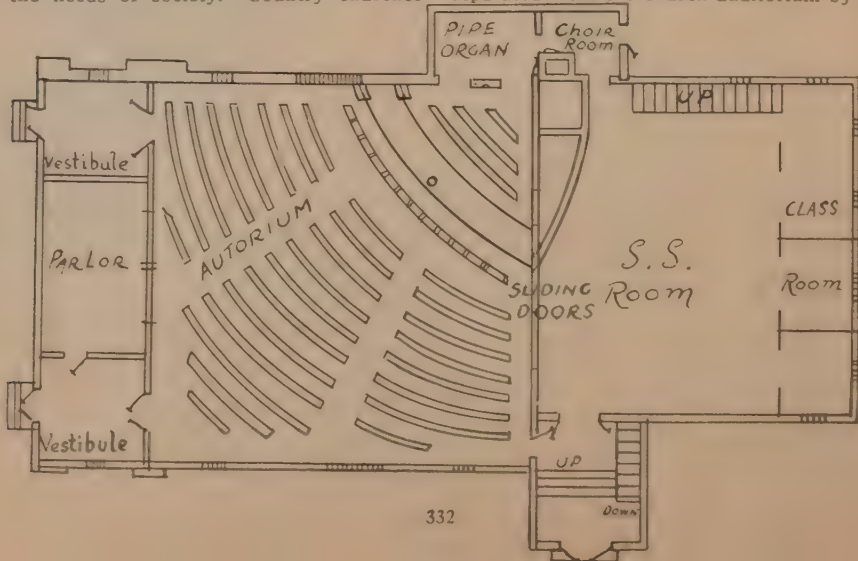 PIPE
ORGAN
Choir
Room
UP
Vestibule
PARLOR
AUTORIUM
CLASS
S. S.
Room
Room
SLIDING
DOORS
Vestibule
UP
DOWN
332